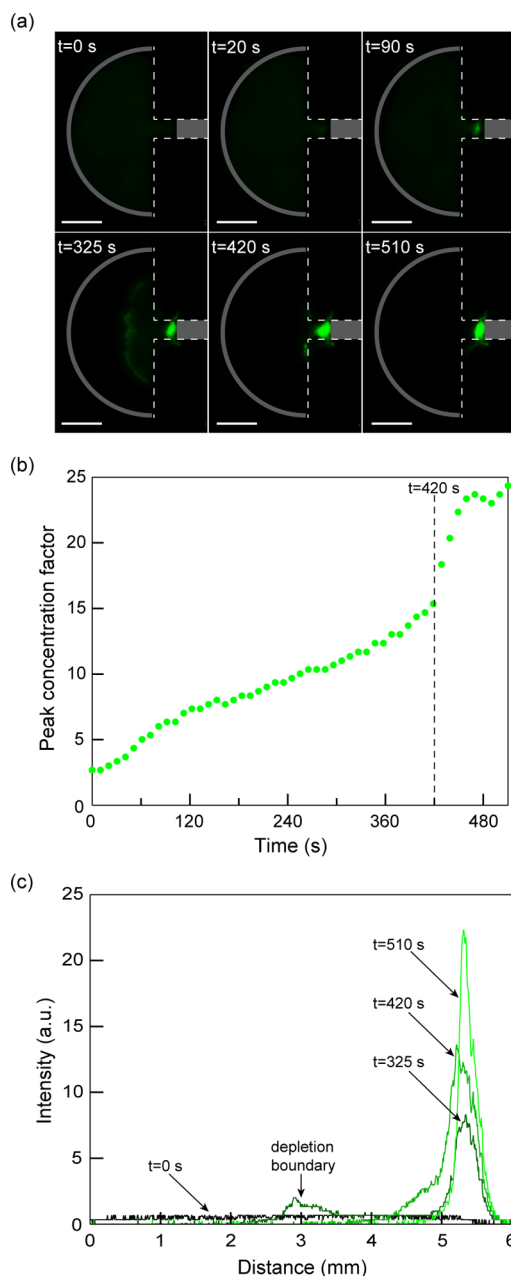 (a)
t=0 s
t=20 s
t=90 s
t=325 s
t=420 s
t=510 s
(b)
25
20
15
10
5
0
Peak concentration factor
t=420 s
0
120
240
360
480
Time (s)
(c)
25
20
15
10
5
0
Intensity (a.u.)
t=510 s
t=420 s
t=325 s
depletion
boundary
t=0 s
0
1
2
3
4
5
6
Distance (mm)